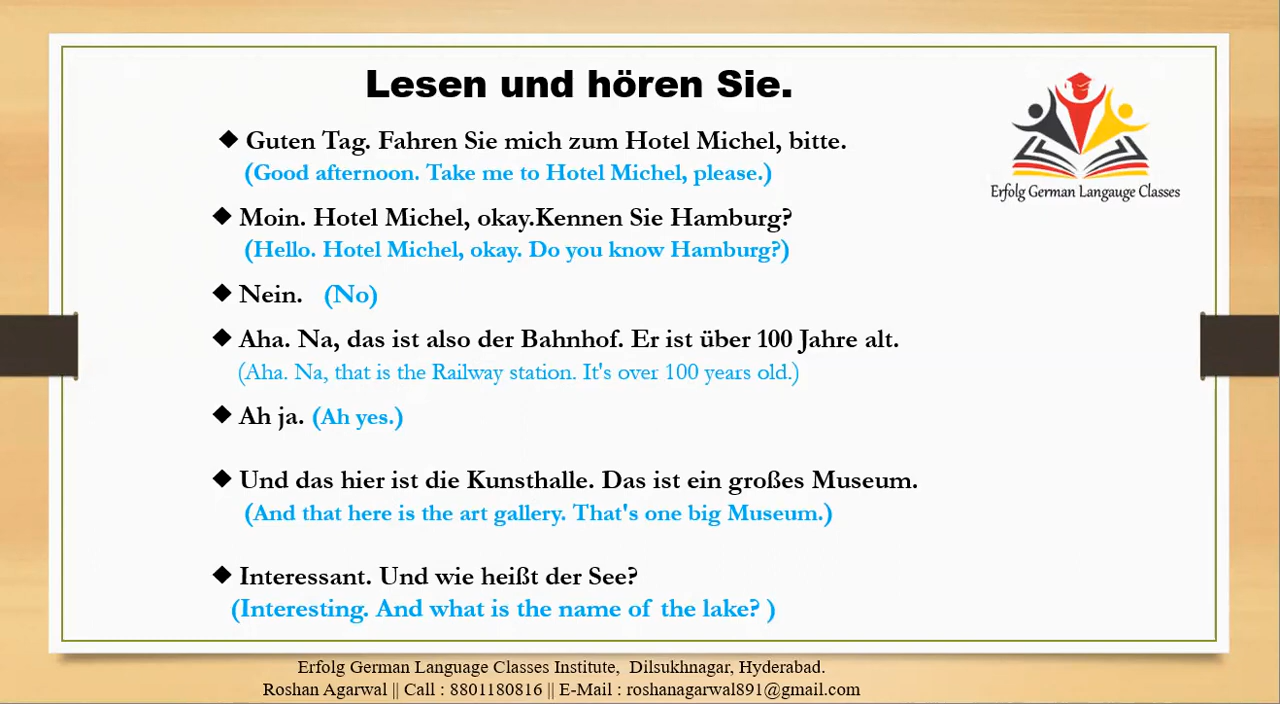 Lesen und hören Sie.
Erfolg German Langauge Classes
◆ Guten Tag. Fahren Sie mich zum Hotel Michel, bitte.
(Good afternoon. Take me to Hotel Michel, please.)
◆ Moin. Hotel Michel, okay.Kennen Sie Hamburg?
(Hello. Hotel Michel, okay. Do you know Hamburg?)
◆ Nein. (No)
◆ Aha. Na, das ist also der Bahnhof. Er ist über 100 Jahre alt.
(Aha. Na, that is the Railway station. It's over 100 years old.)
◆ Ah ja. (Ah yes.)
◆ Und das hier ist die Kunsthalle. Das ist ein großes Museum.
(And that here is the art gallery. That's one big Museum.)
◆ Interessant. Und wie heißt der See?
(Interesting. And what is the name of the lake? )
Erfolg German Language Classes Institute, Dilsukhnagar, Hyderabad.
Roshan Agarwal || Call : 8801180816 || E-Mail : roshanagarwal891@gmail.com